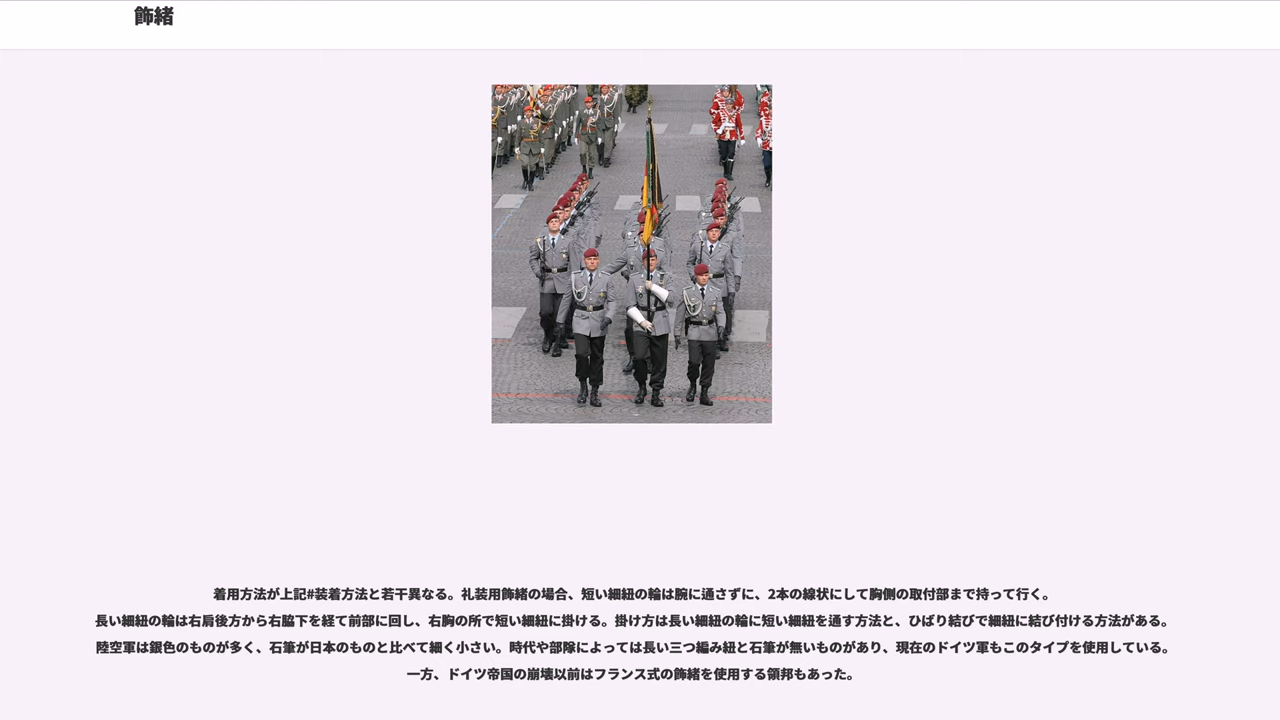 飾緒
着用方法が上記#装着方法と若干異なる。礼装用飾緒の場合、短い細紐の輪は腕に通さずに、2本の線状にして胸側の取付部まで持って行く。
長い細紐の輪は右肩後方から右脇下を経て前部に回し、右胸の所で短い細紐に掛ける。掛け方は長い細紐の輪に短い細紐を通す方法と、ひばり結びで細紐に結び付ける方法がある。
陸空軍は銀色のものが多く、石筆が日本のものと比べて細く小さい。時代や部隊によっては長い三つ編み紐と石筆が無いものがあり、現在のドイツ軍もこのタイプを使用している。
一方、ドイツ帝国の崩壊以前はフランス式の飾緒を使用する領邦もあった。